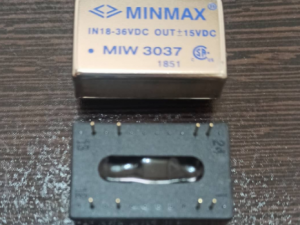 MINMAX
IN18-36VDC OUT±15VDC
• MIW 3037
1851